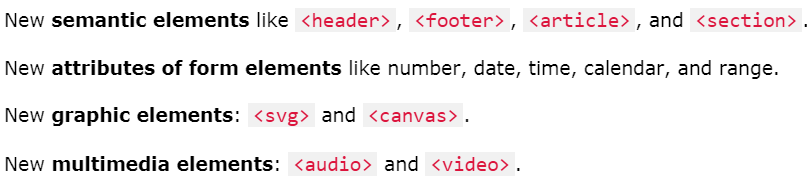 New semantic elements like <header>, <footer>, <article>, and <section>.
New attributes of form elements like number, date, time, calendar, and range.
New graphic elements: <svg> and <canvas>.
New multimedia elements: <audio> and <video>.